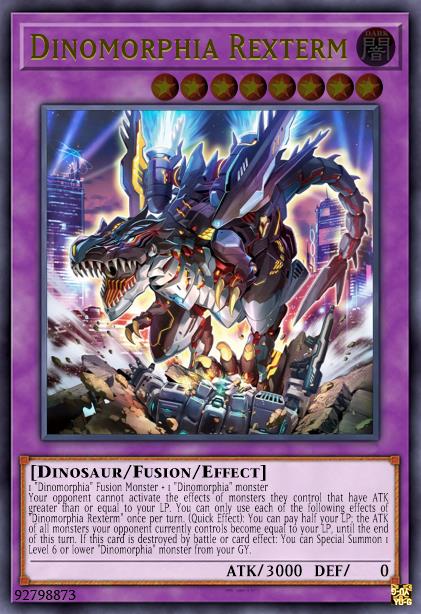 Dinomorphia Rexterm
DARK
闇
[Dinosaur/Fusion/Effect]
1 "Dinomorphia" Fusion Monster + 1 "Dinomorphia" monster
Your opponent cannot activate the effects of monsters they control that have ATK
greater than or equal to your LP. You can only use each of the following effects of
"Dinomorphia Rexterm" once per turn. (Quick Effect): You can pay half your LP; the ATK
of all monsters your opponent currently controls become equal to your LP, until the end
of this turn. If this card is destroyed by battle or card effect: You can Special Summon 1
Level 6 or lower "Dinomorphia" monster from your GY.
ATK/3000 DEF/ 0
92798873